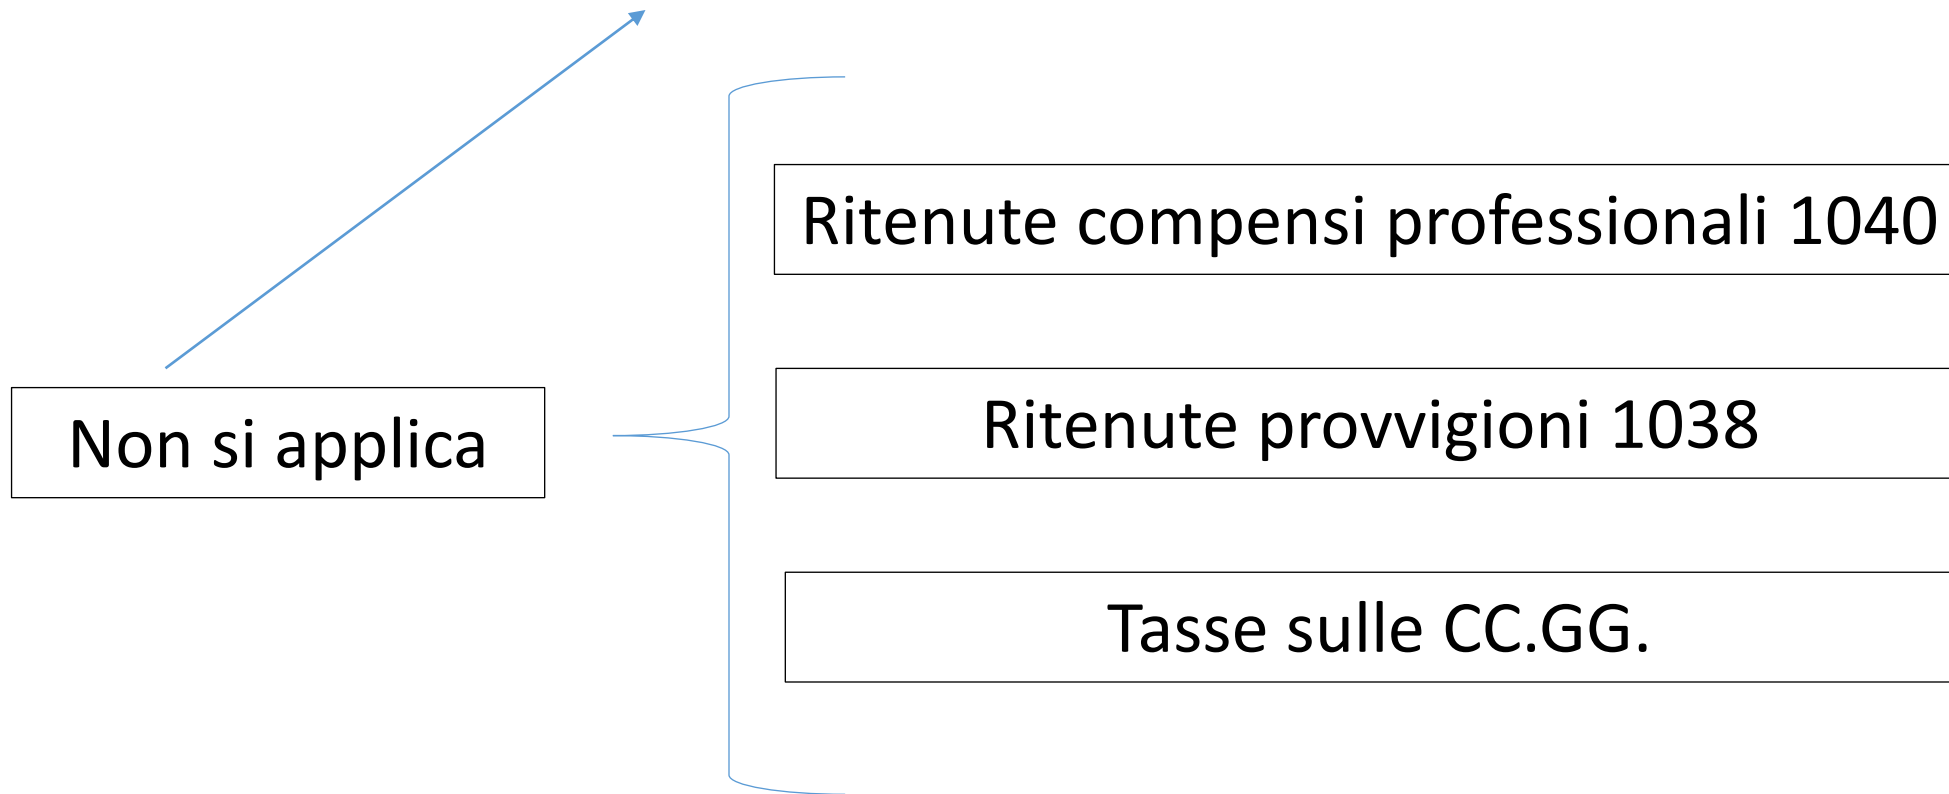 Ritenute compensi professionali 1040
Non si applica
Ritenute provvigioni 1038
Tasse sulle CC.GG.